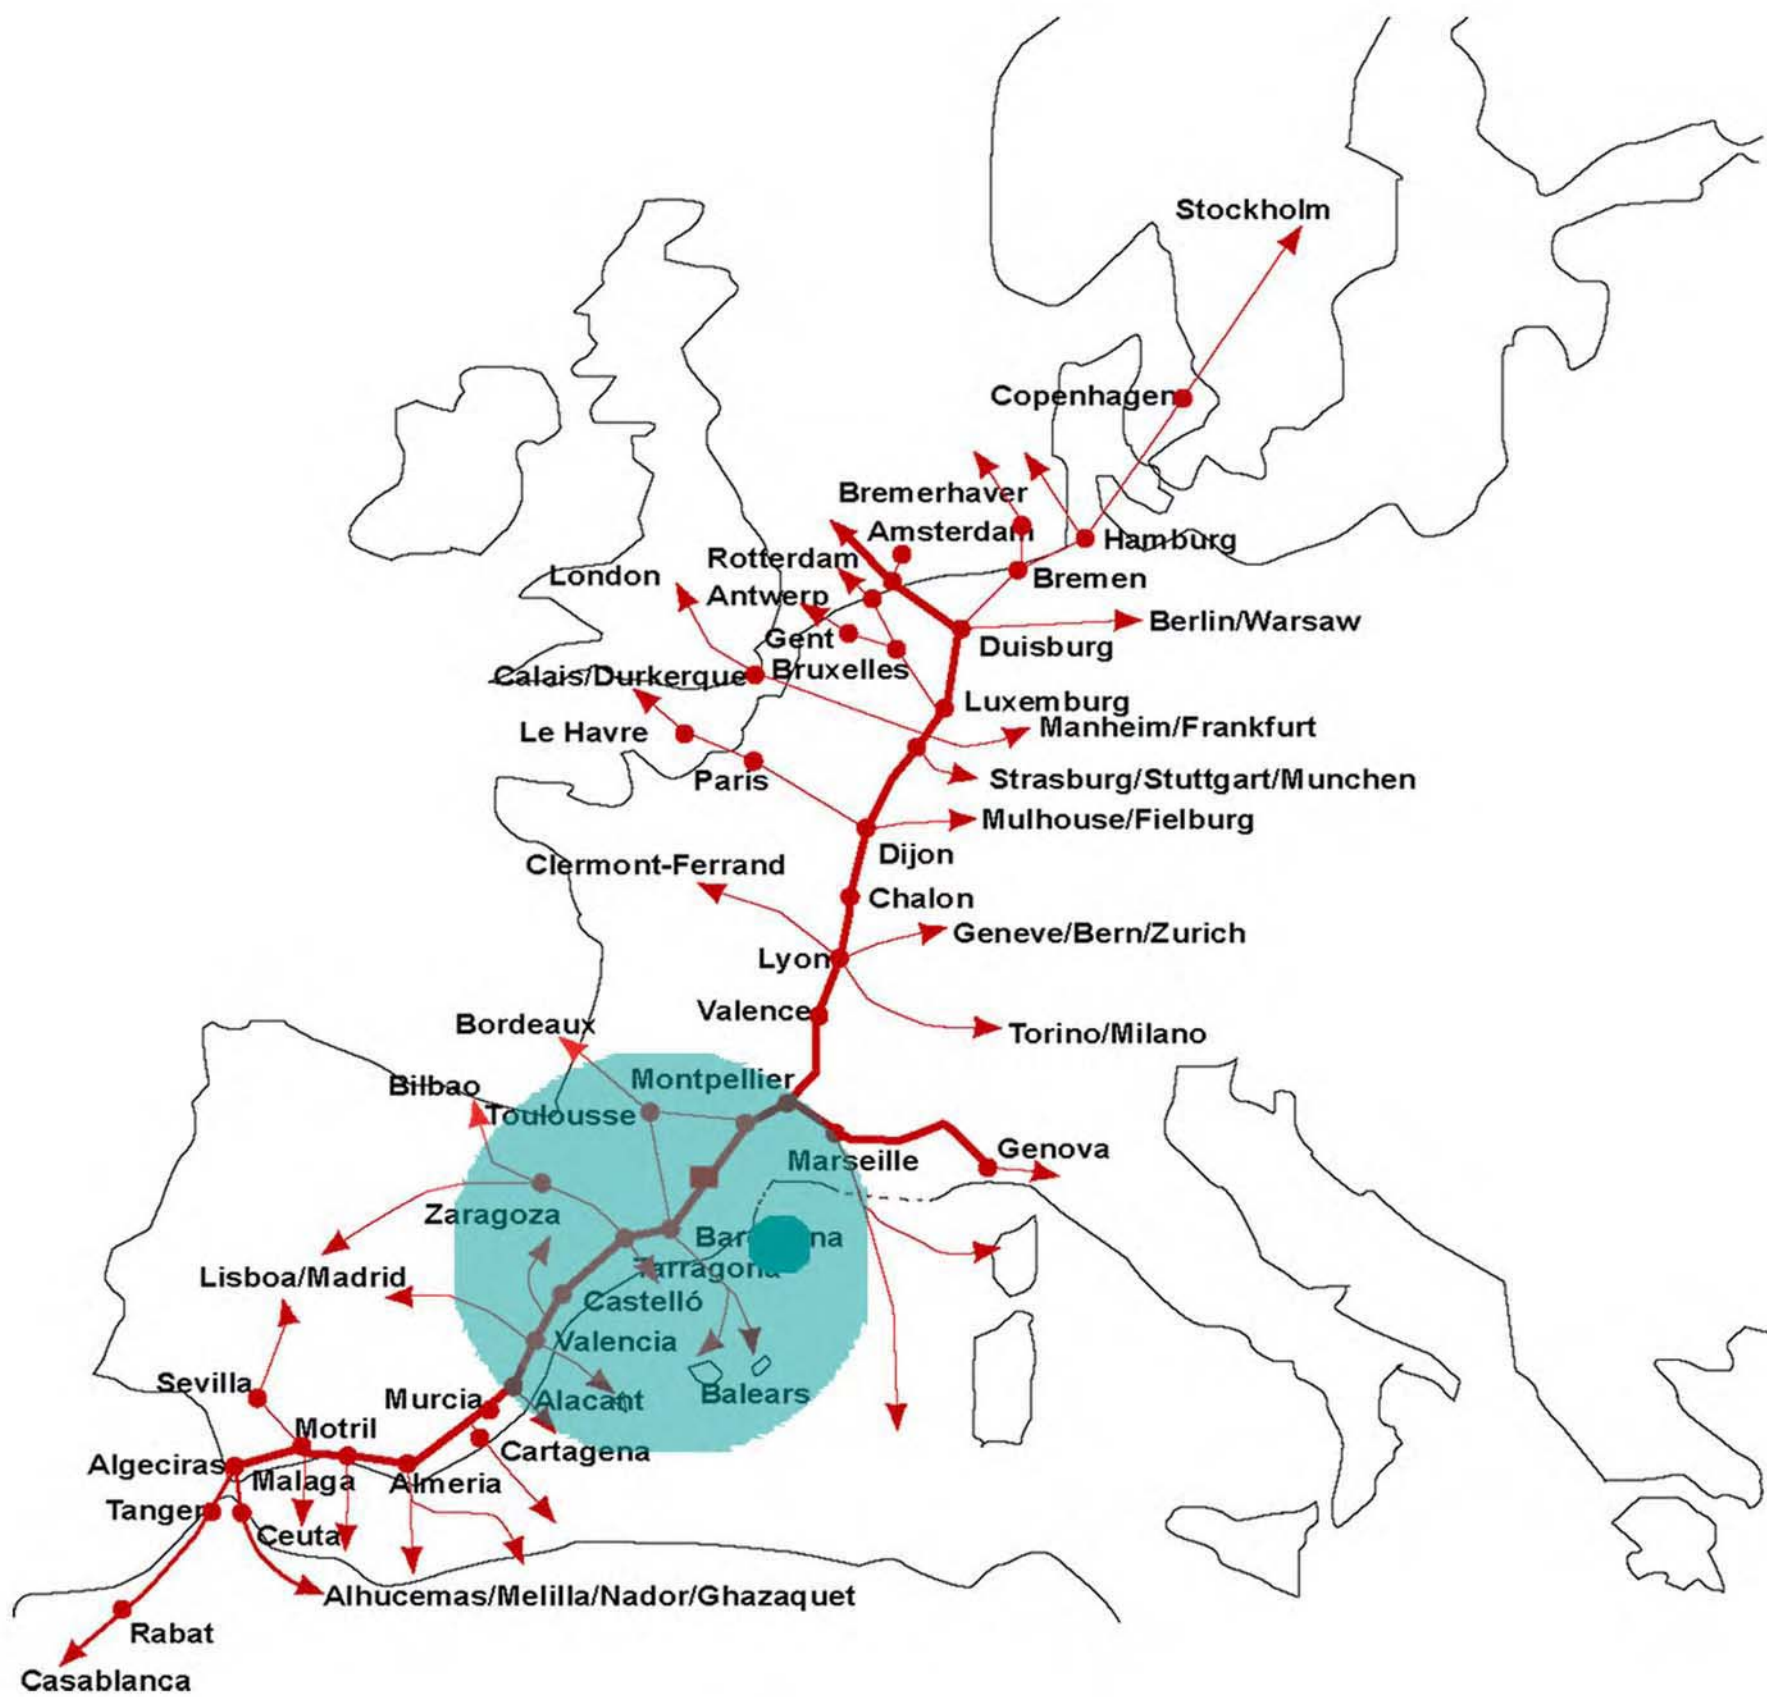 Stockholm
Copenhagen
Bremerhaver
Amsterdam
Hamburg
Rotterdam
London
Bremen
Antwerp
Berlin/Warsaw
Gent
Duisburg
Bruxelles
Calais/Durkerque
Luxemburg
Manheim/Frankfurt
Le Havre
Paris
Strasburg/Stuttgart/Munchen
Mulhouse/Fielburg
Dijon
Clermont-Ferrand
Chalon
Geneve/Bern/Zurich
Lyon
Valence
Bordeaux
Torino/Milano
Montpellier
Bilbao
Toulousse
Genova
Marseille
Zaragoza
Tarragona
Lisboa/Madrid
Castelló
Valencia
Sevilla
Murcia
Alacant
Balears
Motril
Cartagena
Algeciras
Malaga
Almeria
Tanger
Ceuta
Alhucemas/Melilla/Nador/Ghazaquet
Rabat
Casablanca